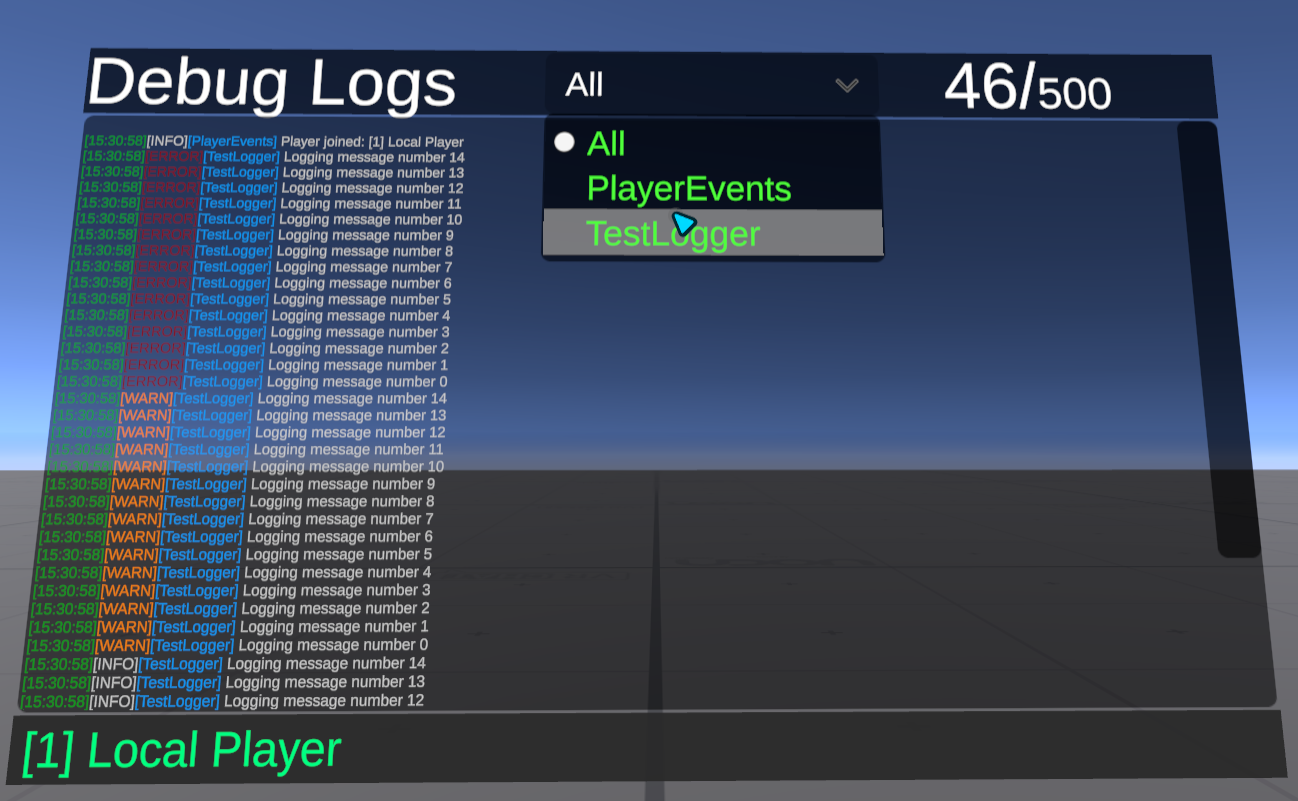 Debug Logs
All
46/500
All
PlayerEvents
TestLogger
[15:30:58][INFO][PlayerEvents] Player joined: [1] Local Player
[15:30:58][ERROR][TestLogger] Logging message number 14
[15:30:58][ERROR][TestLogger] Logging message number 13
[15:30:58][ERROR][TestLogger] Logging message number 12
[15:30:58][ERROR][TestLogger] Logging message number 11
[15:30:58][ERROR][TestLogger] Logging message number 10
[15:30:58][ERROR][TestLogger] Logging message number 9
[15:30:58][ERROR][TestLogger] Logging message number 8
[15:30:58][ERROR][TestLogger] Logging message number 7
[15:30:58][ERROR][TestLogger] Logging message number 6
[15:30:58][ERROR][TestLogger] Logging message number 5
[15:30:58][ERROR][TestLogger] Logging message number 4
[15:30:58][ERROR][TestLogger] Logging message number 3
[15:30:58][ERROR][TestLogger] Logging message number 2
[15:30:58][ERROR][TestLogger] Logging message number 1
[15:30:58][ERROR][TestLogger] Logging message number 0
[15:30:58][WARN][TestLogger] Logging message number 14
[15:30:58][WARN][TestLogger] Logging message number 13
[15:30:58][WARN][TestLogger] Logging message number 12
[15:30:58][WARN][TestLogger] Logging message number 11
[15:30:58][WARN][TestLogger] Logging message number 10
[15:30:58][WARN][TestLogger] Logging message number 9
[15:30:58][WARN][TestLogger] Logging message number 8
[15:30:58][WARN][TestLogger] Logging message number 7
[15:30:58][WARN][TestLogger] Logging message number 6
[15:30:58][WARN][TestLogger] Logging message number 5
[15:30:58][WARN][TestLogger] Logging message number 4
[15:30:58][WARN][TestLogger] Logging message number 3
[15:30:58][WARN][TestLogger] Logging message number 2
[15:30:58][WARN][TestLogger] Logging message number 1
[15:30:58][WARN][TestLogger] Logging message number 0
[15:30:58][INFO][TestLogger] Logging message number 14
[15:30:58][INFO][TestLogger] Logging message number 13
[15:30:58][INFO][TestLogger] Logging message number 12
[1] Local Player